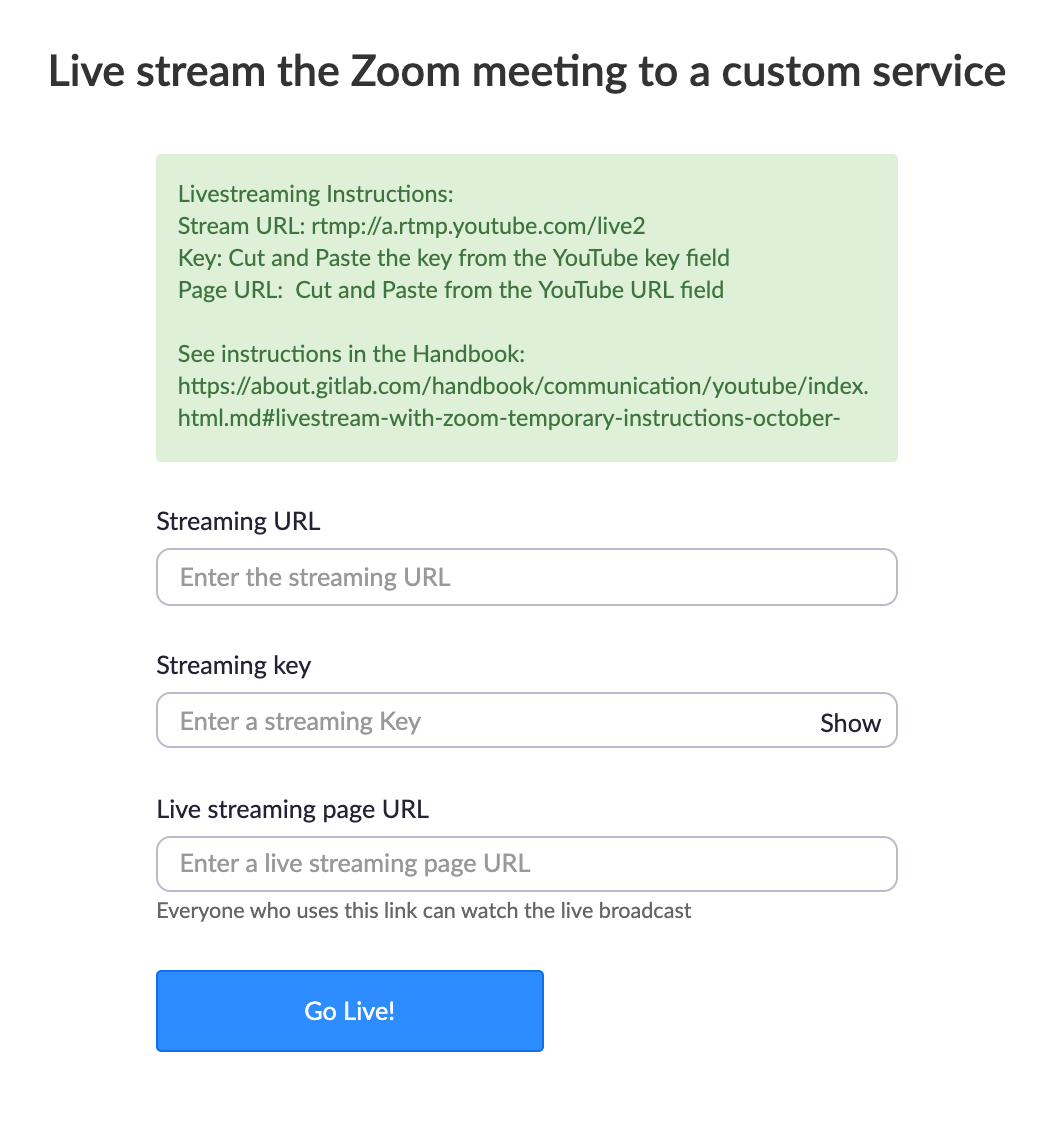 Live stream the Zoom meeting to a custom service
Livestreaming Instructions:
Stream URL: rtmp://a.rtmp.youtube.com/live2
Key: Cut and Paste the key from the YouTube key field
Page URL:  Cut and Paste from the YouTube URL field
See instructions in the Handbook:
https://about.gitlab.com/handbook/communication/youtube/index.
html.md#livestream-with-zoom-temporary-instructions-october-
Streaming URL
Enter the streaming URL
Streaming key
Enter a streaming Key
Show
Live streaming page URL
Enter a live streaming page URL
Everyone who uses this link can watch the live broadcast
Go Live!